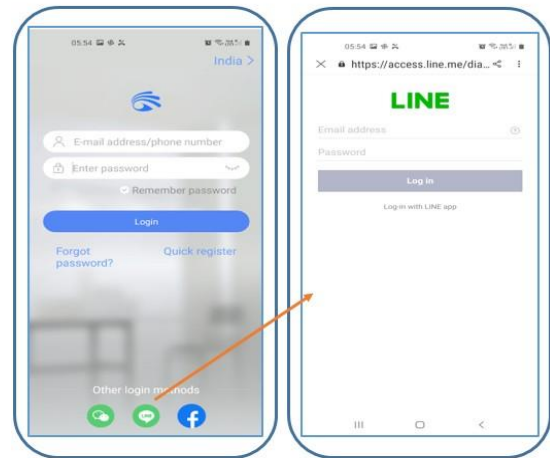 05:54
India >
E-mail address/phone number
Enter password
Remember password
Login
Forgot password?
Quick register
Other login methods
LINE
05:54
https://access.line.me/dia...
LINE
Email address
Password
Log in
Log in with LINE app